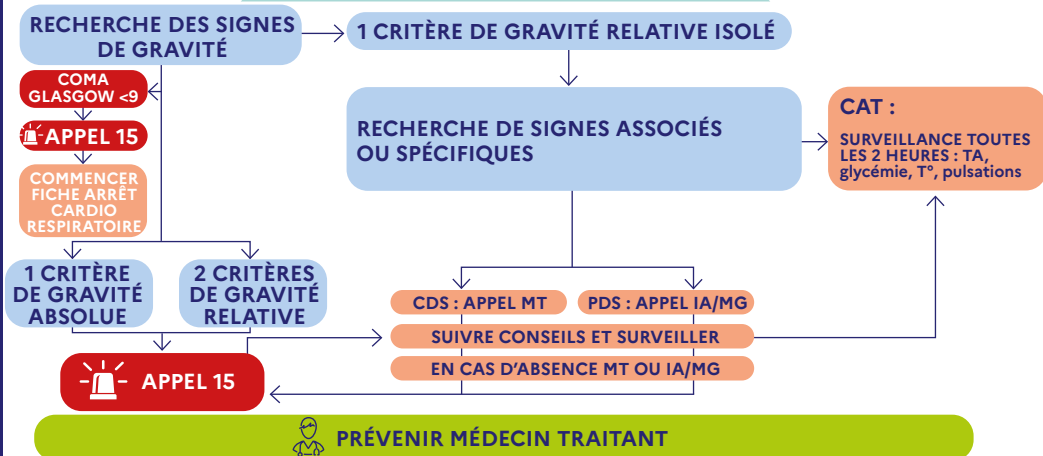 RECHERCHE DES SIGNES
DE GRAVITÉ
1 CRITÈRE DE GRAVITÉ RELATIVE ISOLÉ
COMA
GLASGOW <9
APPEL 15
COMMENCER
FICHE ARRÊT
CARDIO
RESPIRATOIRE
RECHERCHE DE SIGNES ASSOCIÉS
OU SPÉCIFIQUES
CAT :
SURVEILLANCE TOUTES
LES 2 HEURES : TA,
glycémie, T°, pulsations
1 CRITÈRE
DE GRAVITÉ
ABSOLUE
2 CRITÈRES
DE GRAVITÉ
RELATIVE
CDS : APPEL MT
PDS : APPEL IA/MG
SUIVRE CONSEILS ET SURVEILLER
EN CAS D'ABSENCE MT OU IA/MG
APPEL 15
PRÉVENIR MÉDECIN TRAITANT